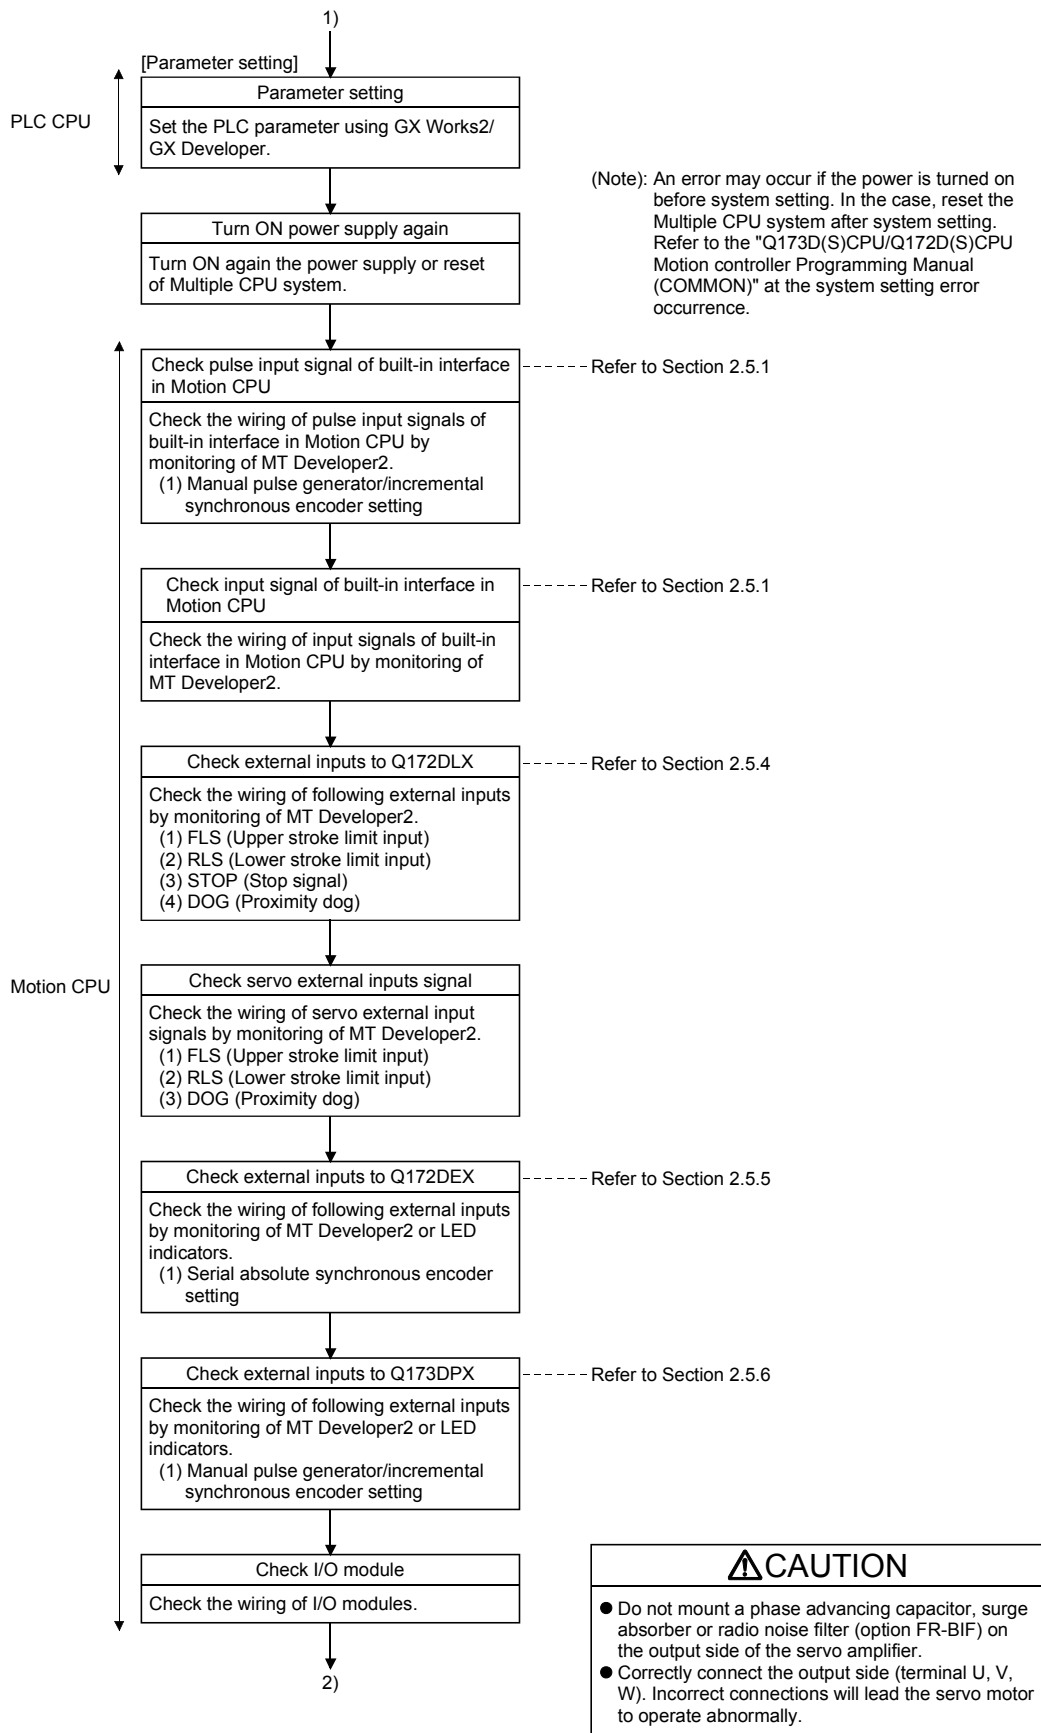 1)
[Parameter setting]
Parameter setting
PLC CPU
Set the PLC parameter using GX Works2/
GX Developer.
(Note): An error may occur if the power is turned on
before system setting. In the case, reset the
Multiple CPU system after system setting.
Refer to the "Q173D(S)CPU/Q172D(S)CPU
Motion controller Programming Manual
(COMMON)" at the system setting error
occurrence.
Turn ON power supply again
Turn ON again the power supply or reset
of Multiple CPU system.
Check pulse input signal of built-in interface
in Motion CPU
Refer to Section 2.5.1
Check the wiring of pulse input signals of
built-in interface in Motion CPU by
monitoring of MT Developer2.
(1) Manual pulse generator/incremental
synchronous encoder setting
Check input signal of built-in interface in
Motion CPU
Refer to Section 2.5.1
Check the wiring of input signals of built-in
interface in Motion CPU by monitoring of
MT Developer2.
Check external inputs to Q172DLX
Refer to Section 2.5.4
Check the wiring of following external inputs
by monitoring of MT Developer2.
(1) FLS (Upper stroke limit input)
(2) RLS (Lower stroke limit input)
(3) STOP (Stop signal)
(4) DOG (Proximity dog)
Motion CPU
Check servo external inputs signal
Check the wiring of servo external input
signals by monitoring of MT Developer2.
(1) FLS (Upper stroke limit input)
(2) RLS (Lower stroke limit input)
(3) DOG (Proximity dog)
Check external inputs to Q172DEX
Refer to Section 2.5.5
Check the wiring of following external inputs
by monitoring of MT Developer2 or LED
indicators.
(1) Serial absolute synchronous encoder
setting
Check external inputs to Q173DPX
Refer to Section 2.5.6
Check the wiring of following external inputs
by monitoring of MT Developer2 or LED
indicators.
(1) Manual pulse generator/incremental
synchronous encoder setting
Check I/O module
Check the wiring of I/O modules.
2)
⚠CAUTION
● Do not mount a phase advancing capacitor, surge
absorber or radio noise filter (option FR-BIF) on
the output side of the servo amplifier.
● Correctly connect the output side (terminal U, V,
W). Incorrect connections will lead the servo motor
to operate abnormally.